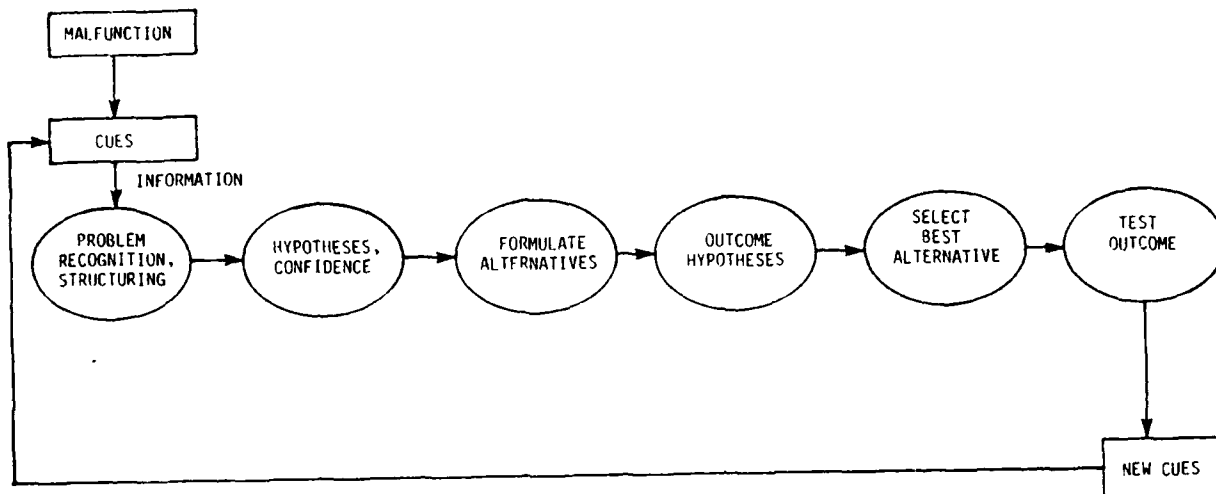 MALFUNCTION
CUES
INFORMATION
PROBLEM
RECOGNITION,
STRUCTURING
HYPOTHESES,
CONFIDENCE
FORMULATE
ALTERNATIVES
OUTCOME
HYPOTHESES
SELECT
BEST
ALTERNATIVE
TEST
OUTCOME
NEW CUES